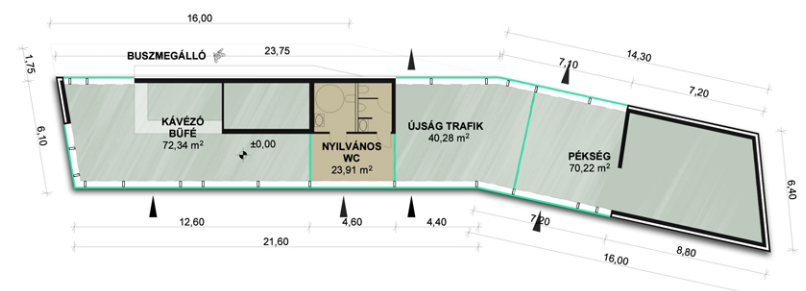 16,00
14,30
1,75
BUSZMEGÁLLÓ
23,75
7,10
7,20
6,10
KÁVÉZÓ
BÜFÉ
72,34 m²
±0,00
NYILVÁNOS
WC
23,91 m²
ÚJSÁG TRAFIK
40,28 m²
PÉKSÉG
70,22 m²
6,40
12,60
4,60
4,40
7,20
8,80
21,60
16,00